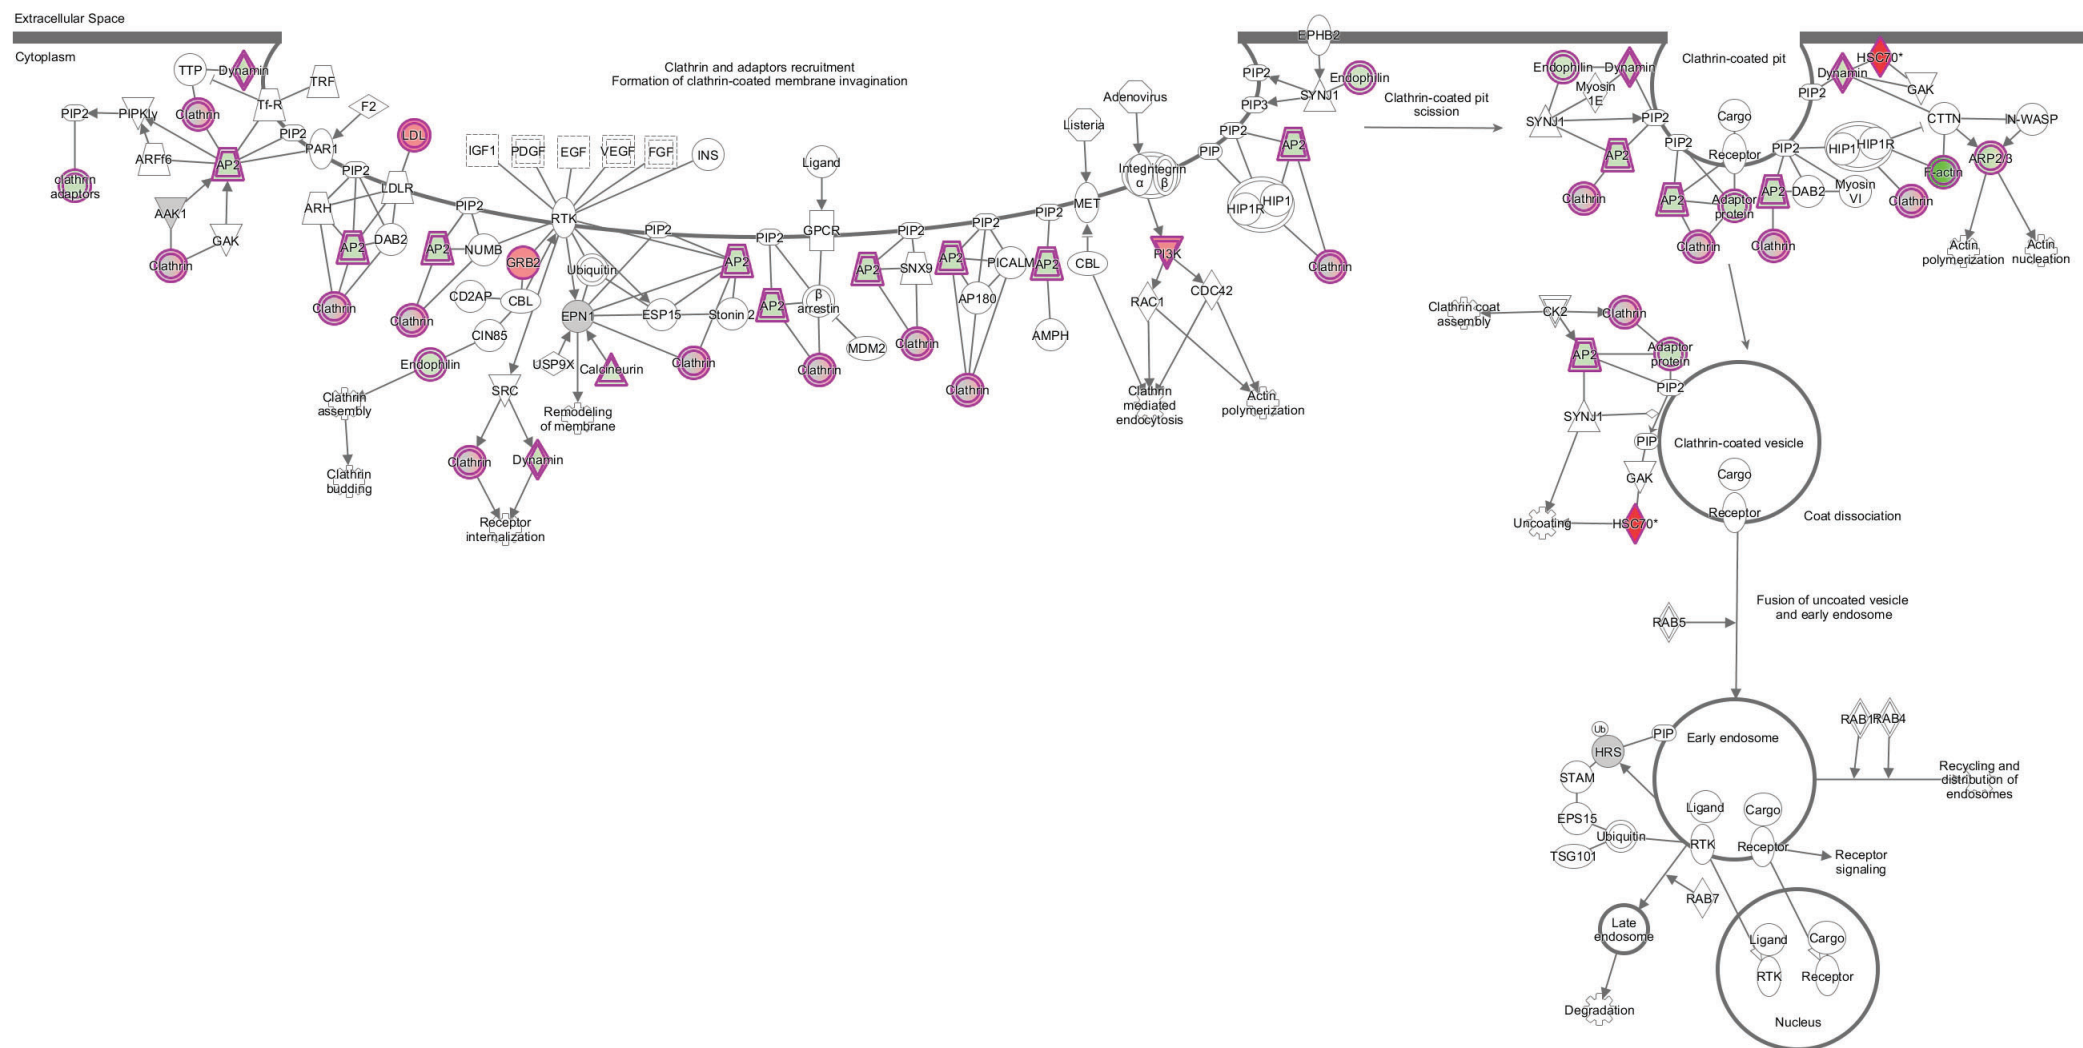 Extracellular Space
Cytoplasm
Clathrin and adaptors recruitment
Formation of clathrin-coated membrane invagination
TTP
Dynamin
Tf-R
TRF
PIP2
PIPKIγ
Clathrin
F2
ARFf6
AP2
PIP2
PAR1
LDL
clathrin
adaptors
AAK1
GAK
Clathrin
PIP2
ARH
LDLR
AP2
DAB2
Clathrin
PIP2
AP2
NUMB
Clathrin
IGF1
PDGF
EGF
VEGF
FGF
INS
RTK
GRB2
CD2AP
CBL
CIN85
Endophilin
Clathrin
assembly
Clathrin
budding
Ubiquitin
EPN1
USP9X
Calcineurin
SRC
Remodeling
of membrane
Clathrin
Dynamin
Receptor
internalization
PIP2
AP2
ESP15
Stonin 2
Clathrin
Ligand
GPCR
PIP2
AP2
β
arrestin
MDM2
Clathrin
PIP2
AP2
SNX9
Clathrin
PIP2
AP2
PICALM
AP180
Clathrin
PIP2
AP2
AMPH
Listeria
MET
CBL
Adenovirus
Integrin
α
Integrin
β
PI3K
RAC1
CDC42
Clathrin
mediated
endocytosis
Actin
polymerization
EPHB2
PIP2
PIP3
SYNJ1
Endophilin
PIP2
PIP
AP2
HIP1R
HIP1
Clathrin
Clathrin-coated pit
scission
Endophilin
Dynamin
Myosin
1E
SYNJ1
PIP2
AP2
Clathrin
Clathrin-coated pit
Cargo
Receptor
PIP2
AP2
Adaptor
protein
Clathrin
PIP2
AP2
DAB2
Myosin
VI
Clathrin
HIP1
HIP1R
Clathrin
PIP2
Dynamin
HSC70*
GAK
CTTN
N-WASP
F-actin
ARP2/3
Actin
polymerization
Actin
nucleation
Clathrin coat
assembly
CK2
Clathrin
AP2
Adaptor
protein
PIP2
SYNJ1
PIP
GAK
HSC70*
Uncoating
Clathrin-coated vesicle
Cargo
Receptor
Coat dissociation
RAB5
Fusion of uncoated vesicle
and early endosome
Ub
HRS
PIP
Early endosome
STAM
EPS15
Ubiquitin
TSG101
Ligand
RTK
Cargo
Receptor
RAB4
Recycling and
distribution of
endosomes
Receptor
signaling
RAB7
Late
endosome
Degradation
Ligand
RTK
Cargo
Receptor
Nucleus